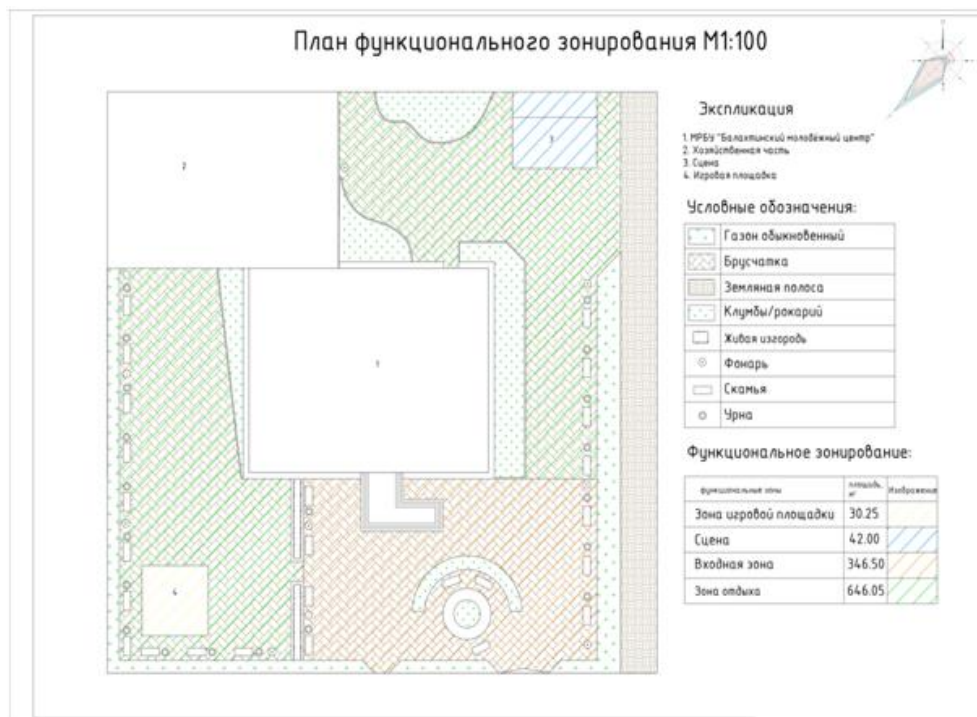 План функционального зонирования М1:100
2
3
1
4
Экспликация
1. МРБУ "Балахтинский молодёжный центр"
2. Хозяйственная часть
3. Сцена
4. Игровая площадка
Условные обозначения:
Газон обыкновенный
Брусчатка
Земляная полоса
Клумбы/рокарий
Живая изгородь
Фонарь
Скамья
Урна
Функциональное зонирование:
функциональные зоны площадь, м² Изображение
Зона игровой площадки 30.25
Сцена 42.00
Входная зона 346.50
Зона отдыха 646.05